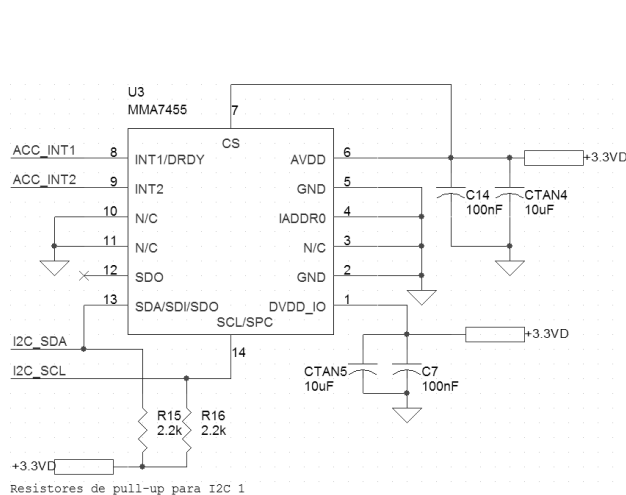 U3
MMA7455
7
CS
ACC_INT1 8 INT1/DRDY AVDD 6 +3.3VD
ACC_INT2 9 INT2 GND 5
C14 100nF
CTAN4 10uF
10 N/C IADDR0 4
11 N/C N/C 3
12 SDO GND 2
13 SDA/SDI/SDO DVDD_IO 1
SCL/SPC
14
+3.3VD
I2C_SDA
I2C_SCL
CTAN5 10uF
C7 100nF
R15 2.2k
R16 2.2k
+3.3VD
Resistores de pull-up para I2C 1